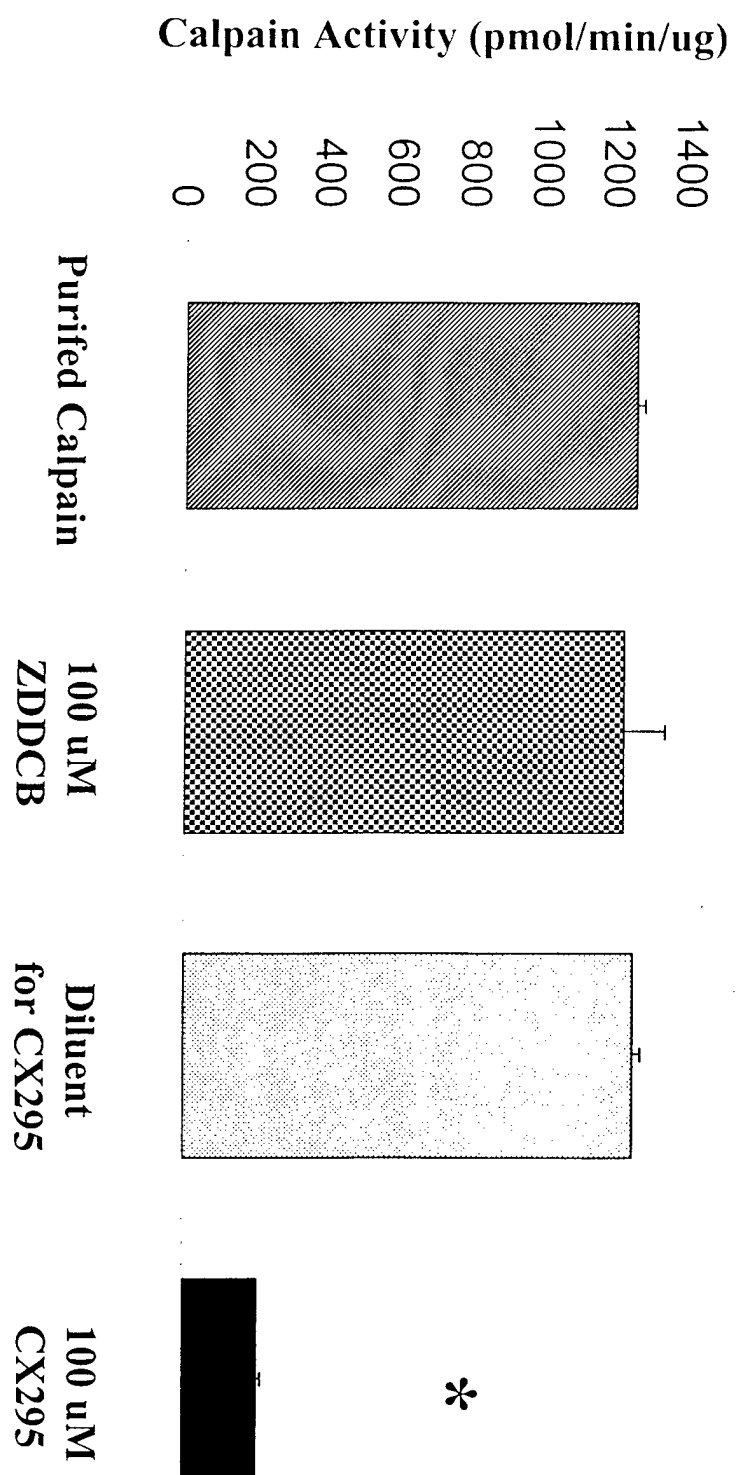 Calpain Activity (pmol/min/ug)
1400
1200
1000
800
600
400
200
0
Purifed Calpain
100 uM
ZDDCB
Diluent
for CX295
100 uM
CX295
*